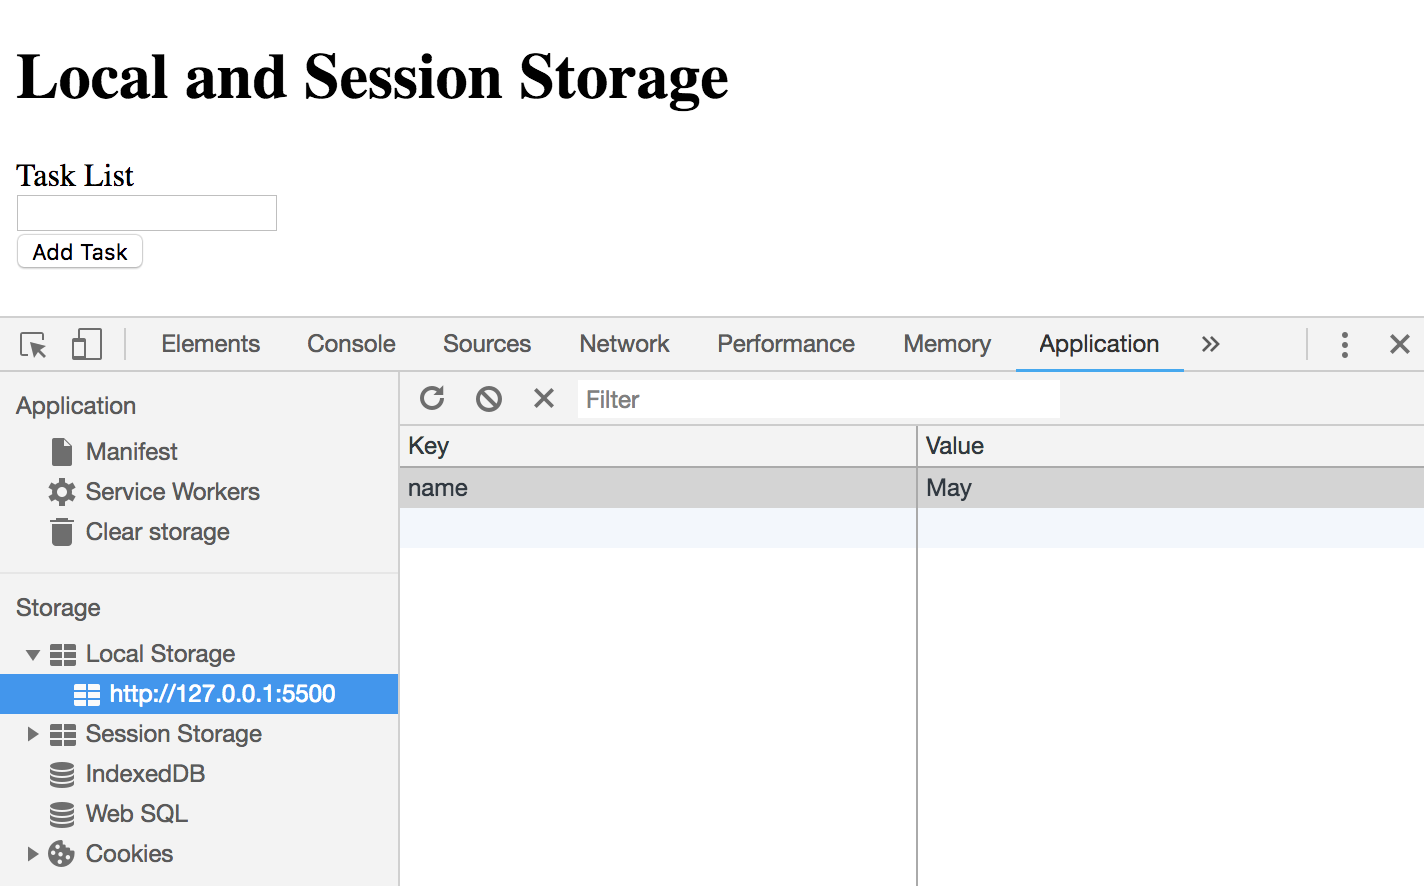 Local and Session Storage
Task List
Add Task
Elements Console Sources Network Performance Memory Application »
Application
Manifest
Service Workers
Clear storage
Storage
Local Storage
http://127.0.0.1:5500
Session Storage
IndexedDB
Web SQL
Cookies
Filter
Key Value
name May